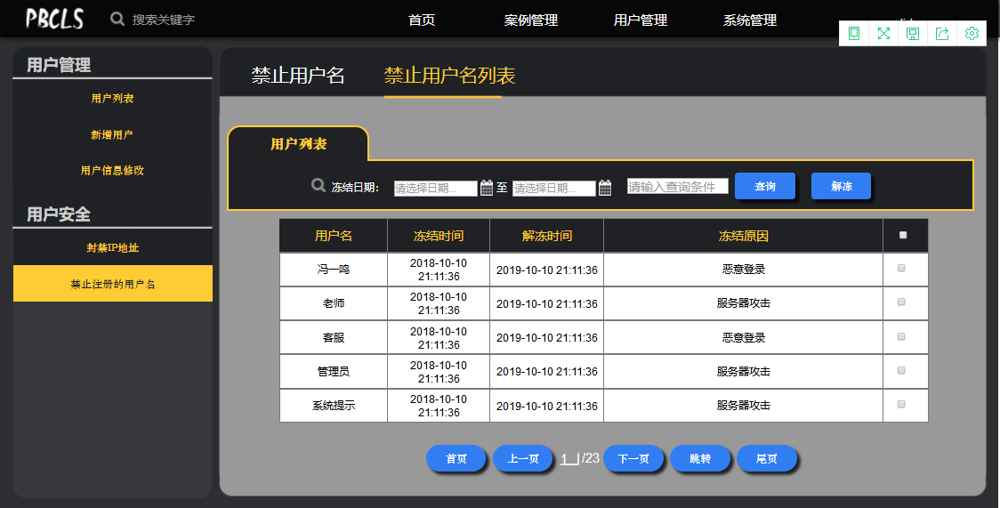 PBCLS 搜索关键字 首页 案例管理 用户管理 系统管理
用户管理
用户列表
新增用户
用户信息修改
用户安全
封禁IP地址
禁止注册的用户名
禁止用户名 禁止用户名列表
用户列表
冻结日期： 请选择日期... 至 请选择日期... 请输入查询条件 查询 解冻
用户名 冻结时间 解冻时间 冻结原因
冯一鸣 2018-10-10 21:11:36 2019-10-10 21:11:36 恶意登录
老师 2018-10-10 21:11:36 2019-10-10 21:11:36 服务器攻击
客服 2018-10-10 21:11:36 2019-10-10 21:11:36 恶意登录
管理员 2018-10-10 21:11:36 2019-10-10 21:11:36 服务器攻击
系统提示 2018-10-10 21:11:36 2019-10-10 21:11:36 服务器攻击
首页 上一页 1 /23 下一页 跳转 尾页